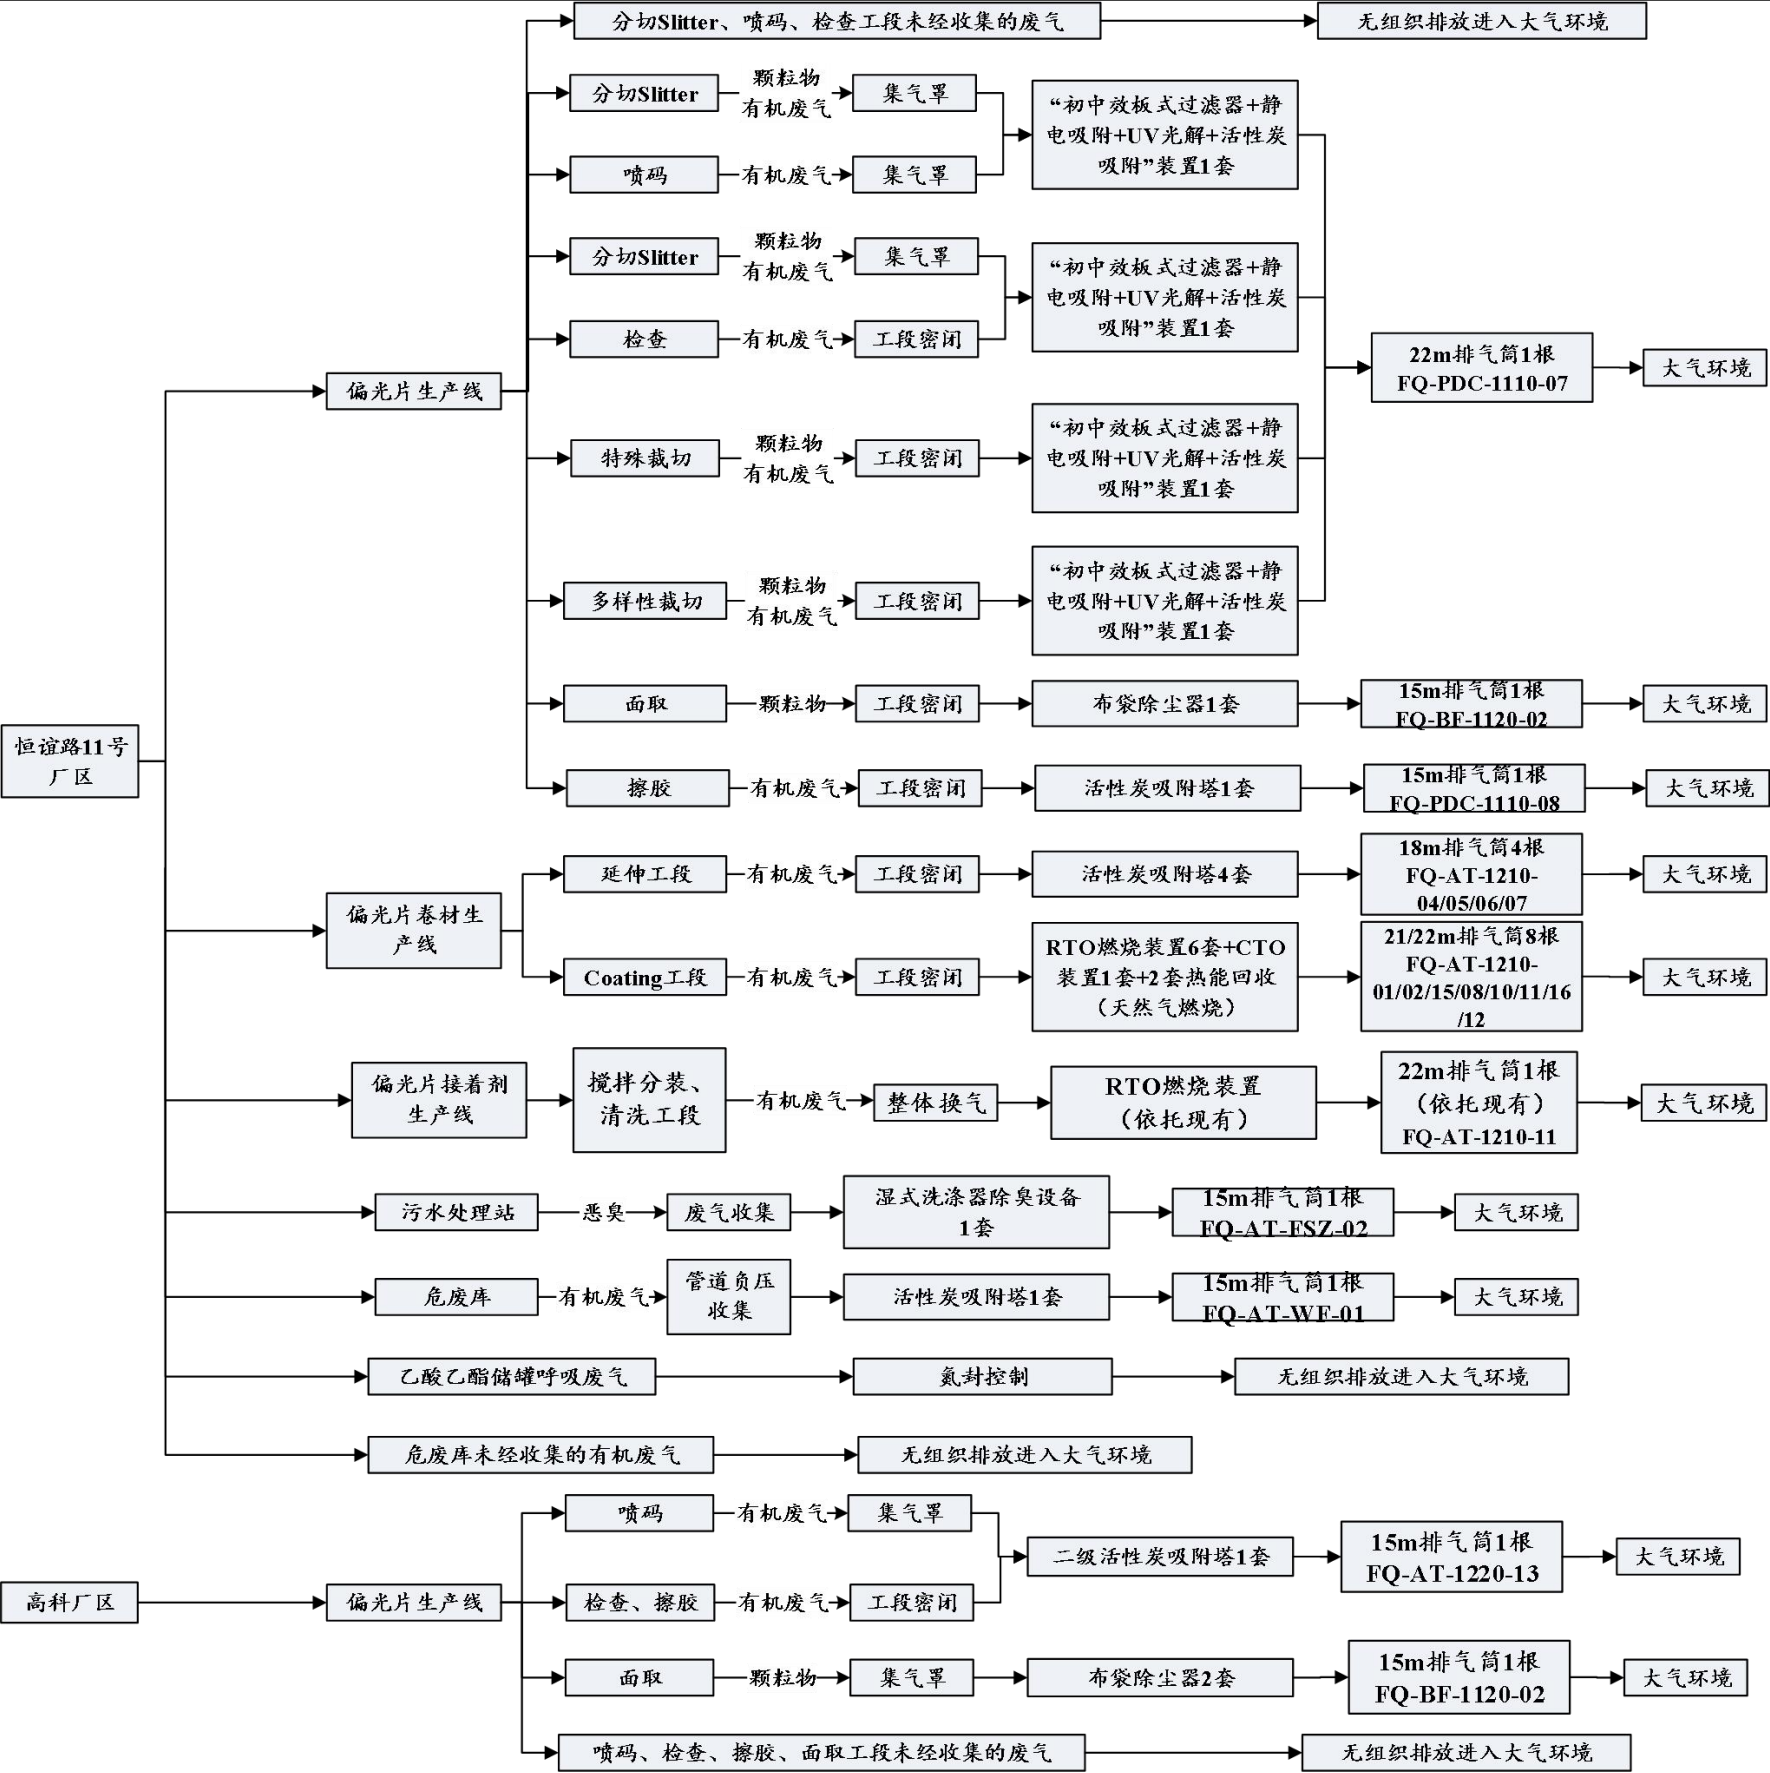 分切Slitter、喷码、检查工段未经收集的废气
无组织排放进入大气环境
分切Slitter
颗粒物
有机废气
集气罩
“初中效板式过滤器+静
电吸附+UV光解+活性炭
吸附”装置1套
喷码
有机废气
集气罩
分切Slitter
颗粒物
有机废气
集气罩
“初中效板式过滤器+静
电吸附+UV光解+活性炭
吸附”装置1套
检查
有机废气
工段密闭
22m排气筒1根
FQ-PDC-1110-07
大气环境
偏光片生产线
特殊裁切
颗粒物
有机废气
工段密闭
“初中效板式过滤器+静
电吸附+UV光解+活性炭
吸附”装置1套
多样性裁切
颗粒物
有机废气
工段密闭
“初中效板式过滤器+静
电吸附+UV光解+活性炭
吸附”装置1套
面取
颗粒物
工段密闭
布袋除尘器1套
15m排气筒1根
FQ-BF-1120-02
大气环境
恒谊路11号
厂区
擦胶
有机废气
工段密闭
活性炭吸附塔1套
15m排气筒1根
FQ-PDC-1110-08
大气环境
偏光片卷材生
产线
延伸工段
有机废气
工段密闭
活性炭吸附塔4套
18m排气筒4根
FQ-AT-1210-
04/05/06/07
大气环境
Coating工段
有机废气
工段密闭
RTO燃烧装置6套+CTO
装置1套+2套热能回收
（天然气燃烧）
21/22m排气筒8根
FQ-AT-1210-
01/02/15/08/10/11/16
/12
大气环境
偏光片接着剂
生产线
搅拌分装、
清洗工段
有机废气
整体换气
RTO燃烧装置
（依托现有）
22m排气筒1根
（依托现有）
FQ-AT-1210-11
大气环境
污水处理站
恶臭
废气收集
湿式洗涤器除臭设备
1套
15m排气筒1根
FQ-AT-FSZ-02
大气环境
危废库
有机废气
管道负压
收集
活性炭吸附塔1套
15m排气筒1根
FQ-AT-WF-01
大气环境
乙酸乙酯储罐呼吸废气
氮封控制
无组织排放进入大气环境
危废库未经收集的有机废气
无组织排放进入大气环境
高科厂区
偏光片生产线
喷码
有机废气
集气罩
二级活性炭吸附塔1套
15m排气筒1根
FQ-AT-1220-13
大气环境
检查、擦胶
有机废气
工段密闭
面取
颗粒物
集气罩
布袋除尘器2套
15m排气筒1根
FQ-BF-1120-02
大气环境
喷码、检查、擦胶、面取工段未经收集的废气
无组织排放进入大气环境